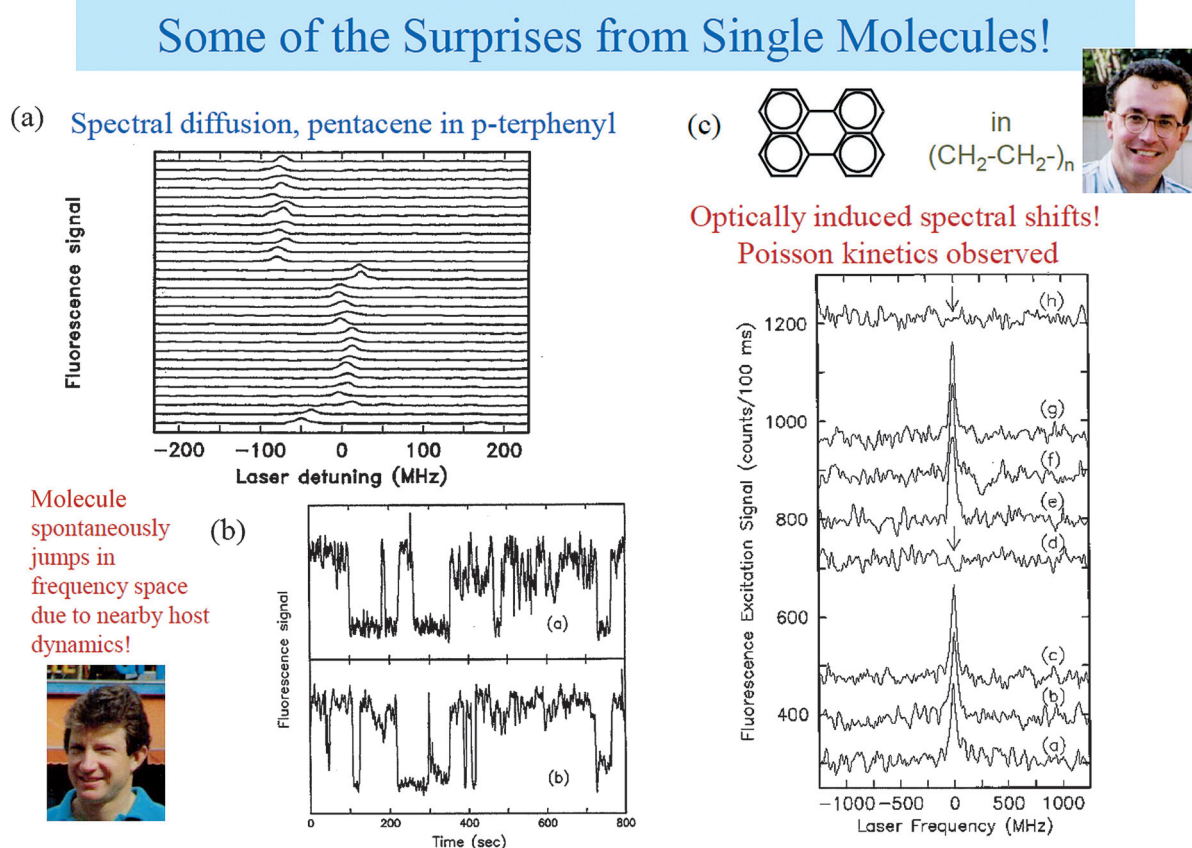 Some of the Surprises from Single Molecules!
(a) Spectral diffusion, pentacene in p-terphenyl
Fluorescence signal
−200 −100 0 100 200
Laser detuning (MHz)
Molecule
spontaneously
jumps in
frequency space
due to nearby host
dynamics!
(b)
Fluorescence signal
(a)
(b)
0 200 400 600 800
Time (sec)
(c)
in
(CH2-CH2-)n
Optically induced spectral shifts!
Poisson kinetics observed
Fluorescence Excitation Signal (counts/100 ms)
(h)
1200
1000
(g)
(f)
(e)
800
(d)
600
(c)
(b)
400
(a)
−1000 −500 0 500 1000
Laser Frequency (MHz)